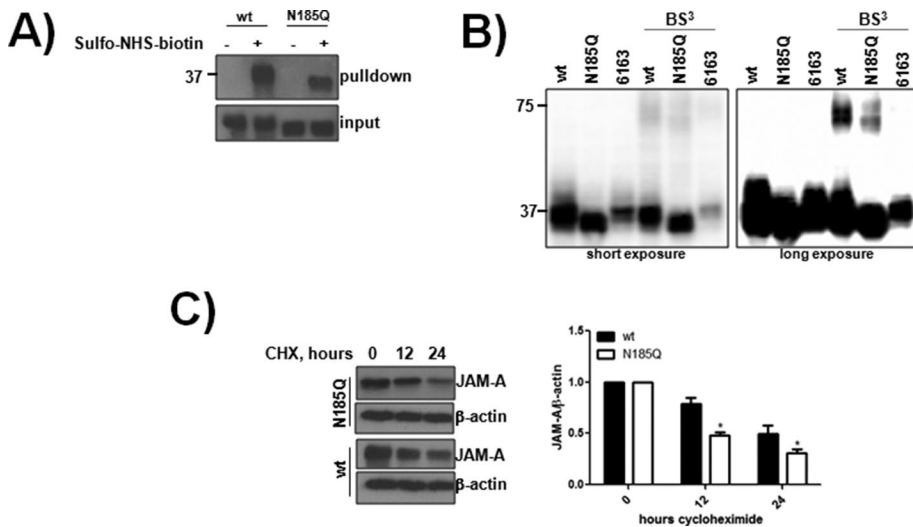 A)
wt N185Q
Sulfo-NHS-biotin - + - +
37 pulldown
input
B)
BS³ BS³
wt N185Q 6163 wt N185Q 6163 wt N185Q 6163 wt N185Q 6163
75
37
short exposure long exposure
C)
CHX, hours 0 12 24
N185Q
JAM-A
β-actin
wt
JAM-A
β-actin
JAM-A/β-actin
1.5
1.0
0.5
0.0
wt
N185Q
* *
0 12 24
hours cycloheximide